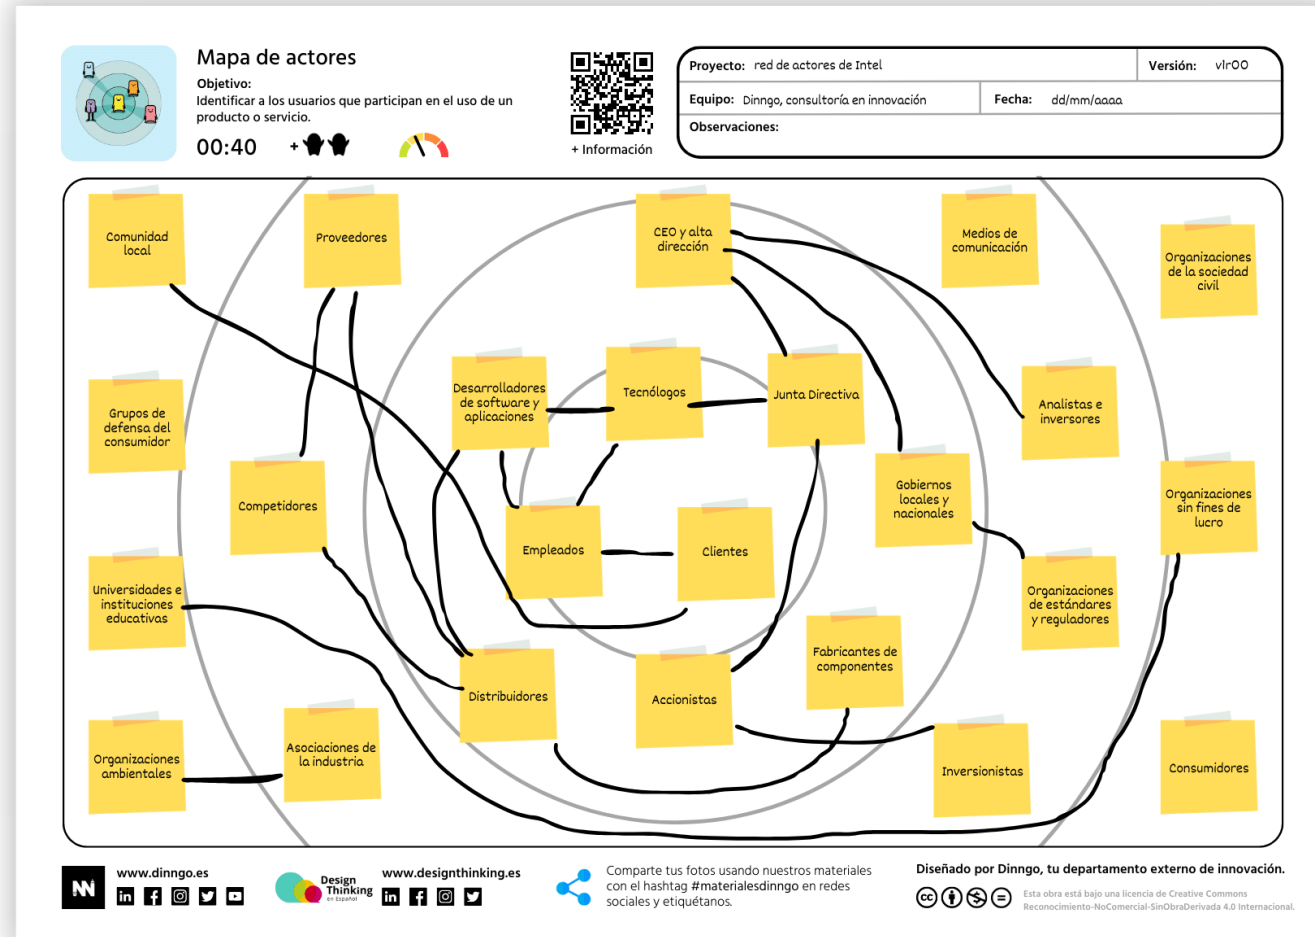 Mapa de actores
Objetivo:
Identificar a los usuarios que participan en el uso de un
producto o servicio.
00:40
+
+ Información
Proyecto: red de actores de Intel
Versión: v1r00
Equipo: Dinngo, consultoría en innovación
Fecha: dd/mm/aaaa
Observaciones:
Comunidad
local
Proveedores
CEO y alta
dirección
Medios de
comunicación
Organizaciones
de la sociedad
civil
Grupos de
defensa del
consumidor
Desarrolladores
de software y
aplicaciones
Tecnólogos
Junta Directiva
Analistas e
inversores
Competidores
Gobiernos
locales y
nacionales
Organizaciones
sin fines de
lucro
Empleados
Clientes
Universidades e
instituciones
educativas
Organizaciones
de estándares
y reguladores
Distribuidores
Accionistas
Fabricantes de
componentes
Organizaciones
ambientales
Asociaciones de
la industria
Inversionistas
Consumidores
www.dinngo.es
Design
Thinking
en Español
www.designthinking.es
Comparte tus fotos usando nuestros materiales
con el hashtag #materialesdinngo en redes
sociales y etiquétanos.
Diseñado por Dinngo, tu departamento externo de innovación.
Esta obra está bajo una licencia de Creative Commons
Reconocimiento-NoComercial-SinObraDerivada 4.0 Internacional.